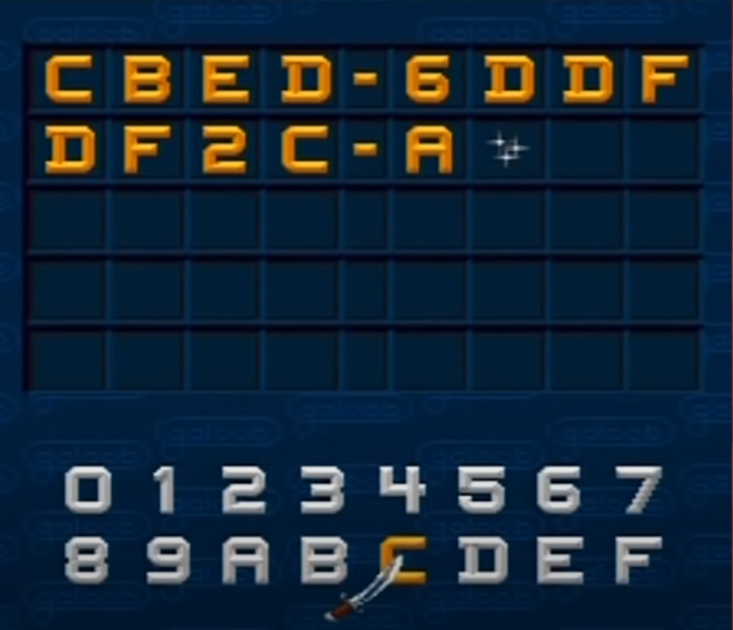 CBED-6DDF
DF2C-A
0 1 2 3 4 5 6 7
8 9 A B C D E F